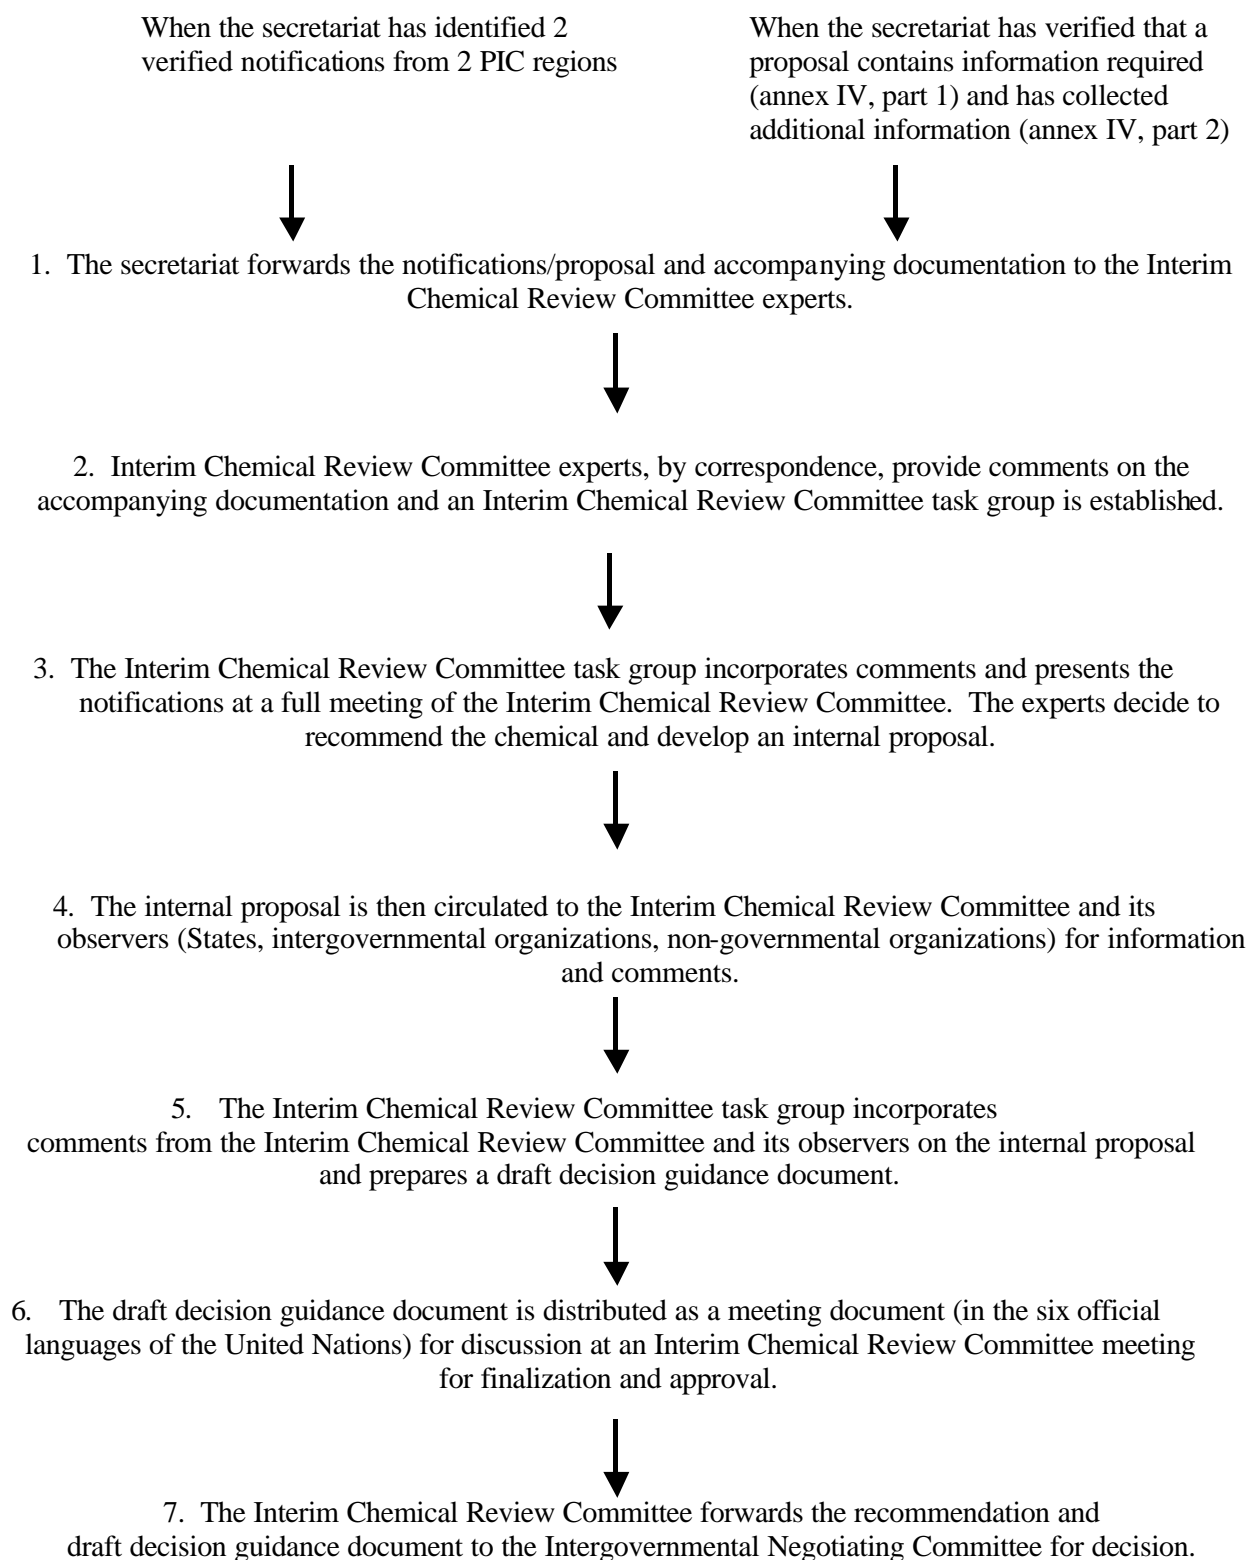 When the secretariat has identified 2
verified notifications from 2 PIC regions
When the secretariat has verified that a
proposal contains information required
(annex IV, part 1) and has collected
additional information (annex IV, part 2)
1. The secretariat forwards the notifications/proposal and accompanying documentation to the Interim
Chemical Review Committee experts.
2. Interim Chemical Review Committee experts, by correspondence, provide comments on the
accompanying documentation and an Interim Chemical Review Committee task group is established.
3. The Interim Chemical Review Committee task group incorporates comments and presents the
notifications at a full meeting of the Interim Chemical Review Committee. The experts decide to
recommend the chemical and develop an internal proposal.
4. The internal proposal is then circulated to the Interim Chemical Review Committee and its
observers (States, intergovernmental organizations, non-governmental organizations) for information
and comments.
5. The Interim Chemical Review Committee task group incorporates
comments from the Interim Chemical Review Committee and its observers on the internal proposal
and prepares a draft decision guidance document.
6. The draft decision guidance document is distributed as a meeting document (in the six official
languages of the United Nations) for discussion at an Interim Chemical Review Committee meeting
for finalization and approval.
7. The Interim Chemical Review Committee forwards the recommendation and
draft decision guidance document to the Intergovernmental Negotiating Committee for decision.